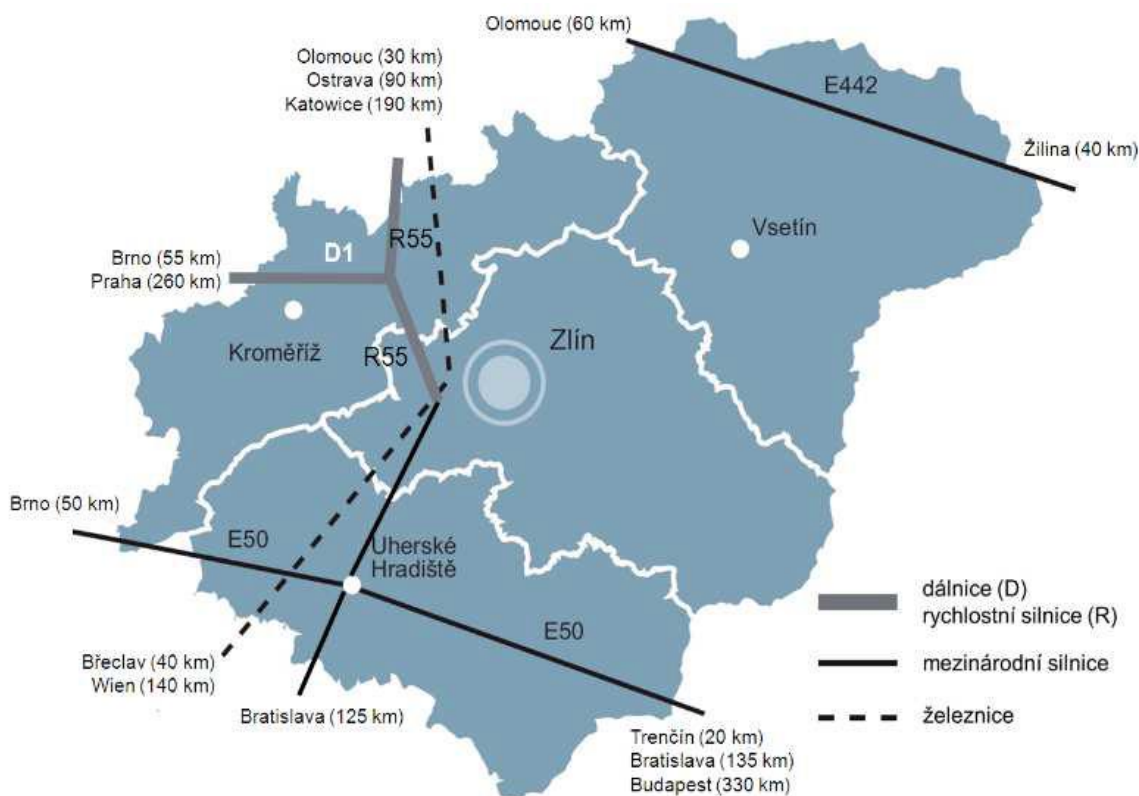 Olomouc (60 km)
E442
Žilina (40 km)
Olomouc (30 km)
Ostrava (90 km)
Katowice (190 km)
D1
R55
Brno (55 km)
Praha (260 km)
Vsetín
Kroměříž
R55
Zlín
Brno (50 km)
E50
Uherské
Hradiště
E50
Břeclav (40 km)
Wien (140 km)
Bratislava (125 km)
Trenčín (20 km)
Bratislava (135 km)
Budapest (330 km)
dálnice (D)
rychlostní silnice (R)
mezinárodní silnice
železnice